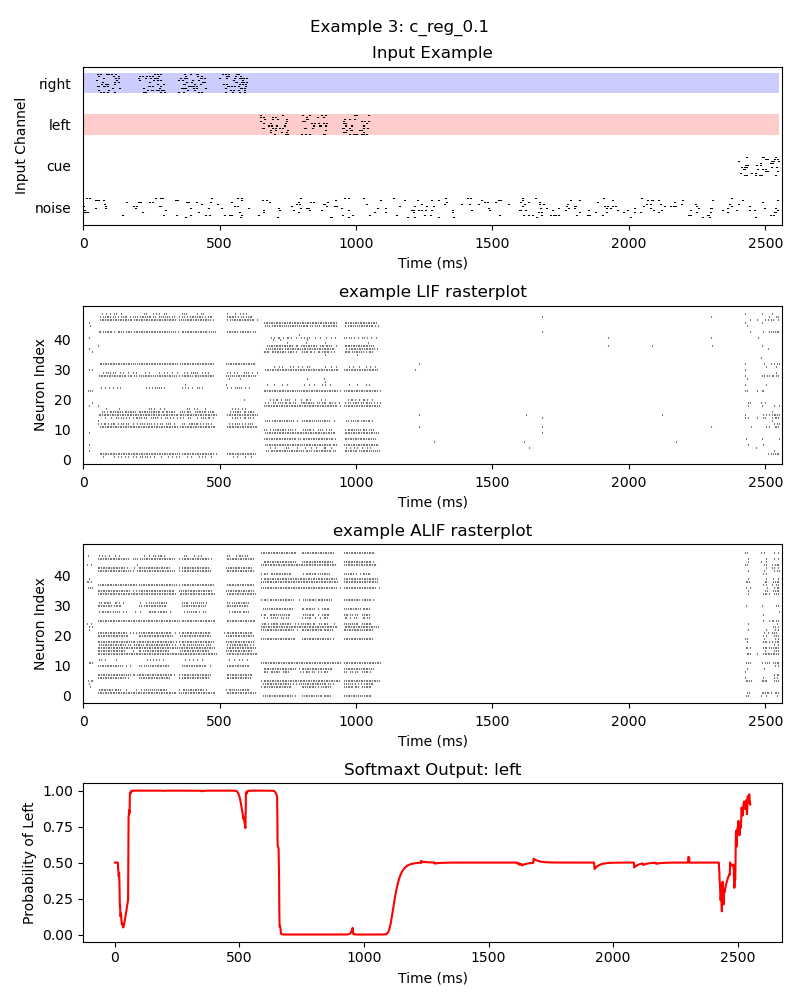 Example 3: c_reg_0.1
Input Example
Input Channel
right
left
cue
noise
0 500 1000 1500 2000 2500
Time (ms)
example LIF rasterplot
Neuron Index
40
30
20
10
0
0 500 1000 1500 2000 2500
Time (ms)
example ALIF rasterplot
Neuron Index
40
30
20
10
0
0 500 1000 1500 2000 2500
Time (ms)
Softmaxt Output: left
Probability of Left
1.00
0.75
0.50
0.25
0.00
0 500 1000 1500 2000 2500
Time (ms)